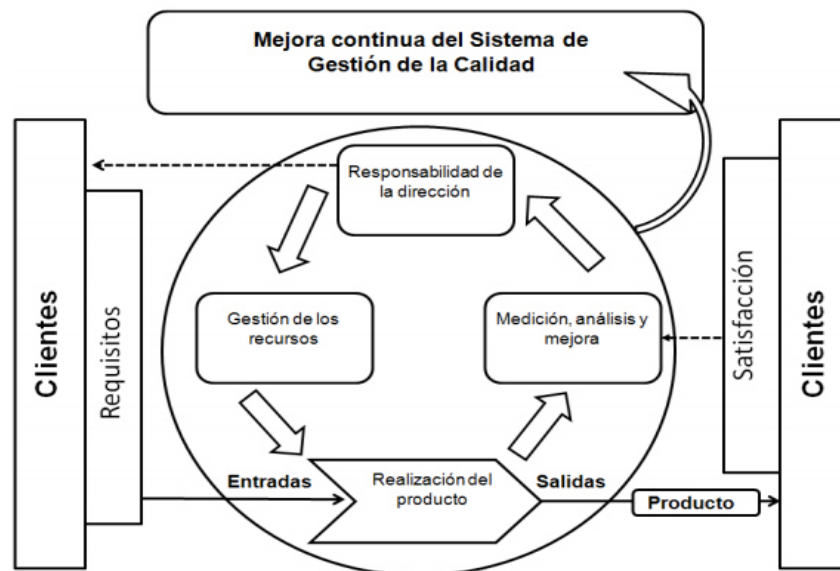 Mejora continua del Sistema de
Gestión de la Calidad
Clientes
Requisitos
Responsabilidad de
la dirección
Gestión de los
recursos
Medición, análisis y
mejora
Entradas
Realización del
producto
Salidas
Producto
Satisfacción
Clientes